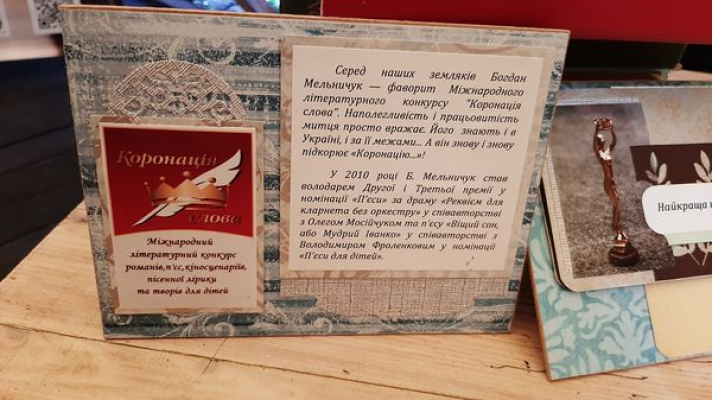 Коронація
слова
Міжнародний
літературний конкурс
романів,п'єс,кіносценаріїв,
пісенної лірики
та творів для дітей
Серед наших земляків Богдан
Мельничук — фаворит Міжнародного
літературного конкурсу "Коронація
слова". Наполегливість і працьовитість
митця просто вражає. Його знають і в
Україні, і за її межами... А він знову і знову
підкорює «Коронацію...»!
У 2010 році Б. Мельничук став
володарем Другої і Третьої премії у
номінації «П'єси» за драму «Реквієм для
кларнета без оркестру» у співавторстві
з Олегом Мосійчуком та п'єсу «Віщий сон,
або Мудрий Іванко» у співавторстві з
Володимиром Фроленковим у номінації
«П'єси для дітей».
Найкраща